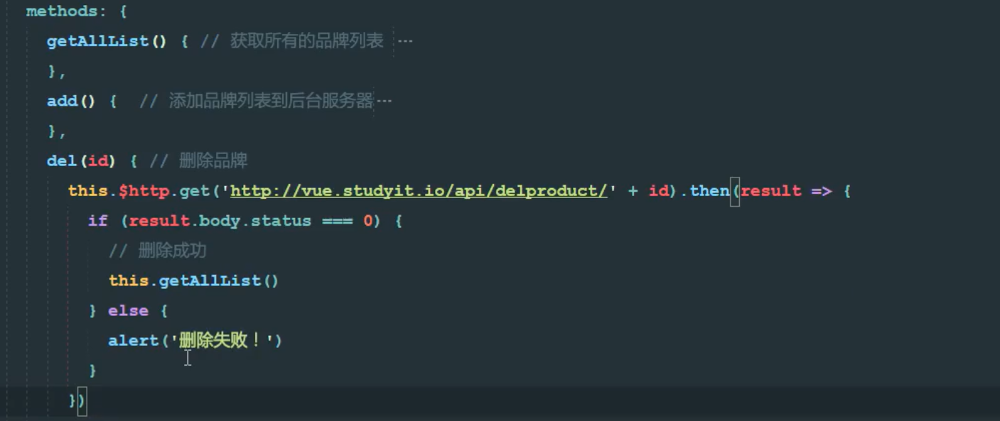 methods: {
getAllList() { // 获取所有的品牌列表 ···
},
add() {  // 添加品牌列表到后台服务器···
},
del(id) { // 删除品牌
this.$http.get('http://vue.studyit.io/api/delproduct/' + id).then(result => {
if (result.body.status === 0) {
// 删除成功
this.getAllList()
} else {
alert('删除失败！')
}
})